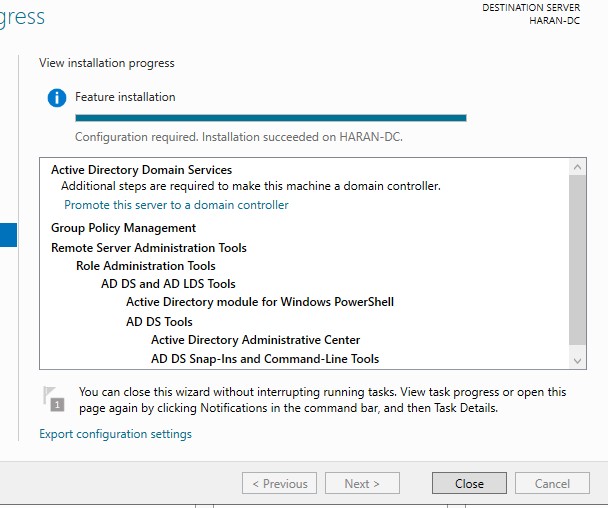 gress
DESTINATION SERVER
HARAN-DC
View installation progress
Feature installation
Configuration required. Installation succeeded on HARAN-DC.
Active Directory Domain Services
Additional steps are required to make this machine a domain controller.
Promote this server to a domain controller
Group Policy Management
Remote Server Administration Tools
Role Administration Tools
AD DS and AD LDS Tools
Active Directory module for Windows PowerShell
AD DS Tools
Active Directory Administrative Center
AD DS Snap-Ins and Command-Line Tools
1
You can close this wizard without interrupting running tasks. View task progress or open this
page again by clicking Notifications in the command bar, and then Task Details.
Export configuration settings
< Previous
Next >
Close
Cancel